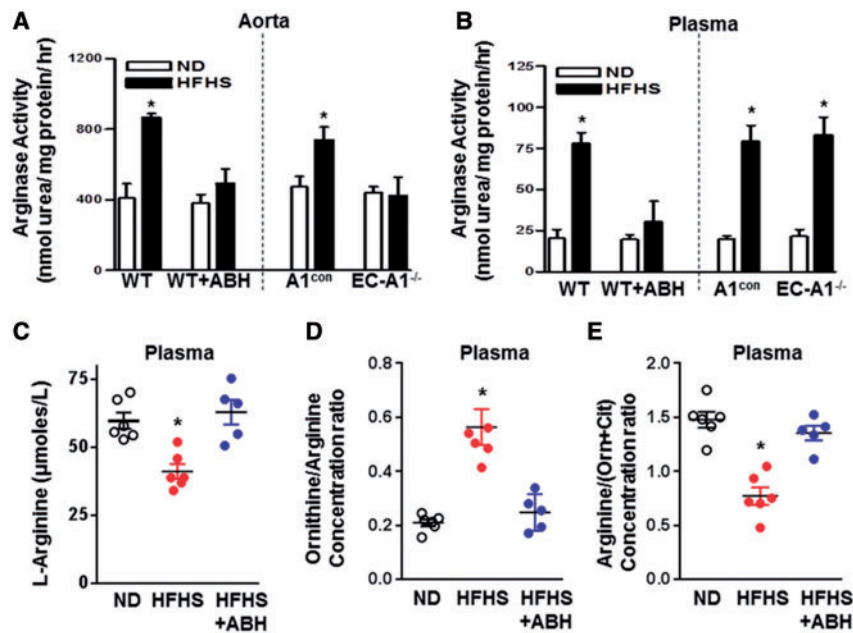 A
Aorta
ND
HFHS
Arginase Activity
(nmol urea/ mg protein/hr)
1200
800
400
0
*
*
WT
WT+ABH
A1con
EC-A1-/-
B
Plasma
ND
HFHS
Arginase Activity
(nmol urea/ mg protein/hr)
125
100
75
50
25
0
*
*
*
WT
WT+ABH
A1con
EC-A1-/-
C
Plasma
L-Arginine (µmoles/L)
75
50
25
0
*
ND
HFHS
HFHS
+ABH
D
Plasma
Ornithine/Arginine
Concentration ratio
0.8
0.6
0.4
0.2
0.0
*
ND
HFHS
HFHS
+ABH
E
Plasma
Arginine/(Orn+Cit)
Concentration ratio
2.0
1.5
1.0
0.5
0.0
*
ND
HFHS
HFHS
+ABH